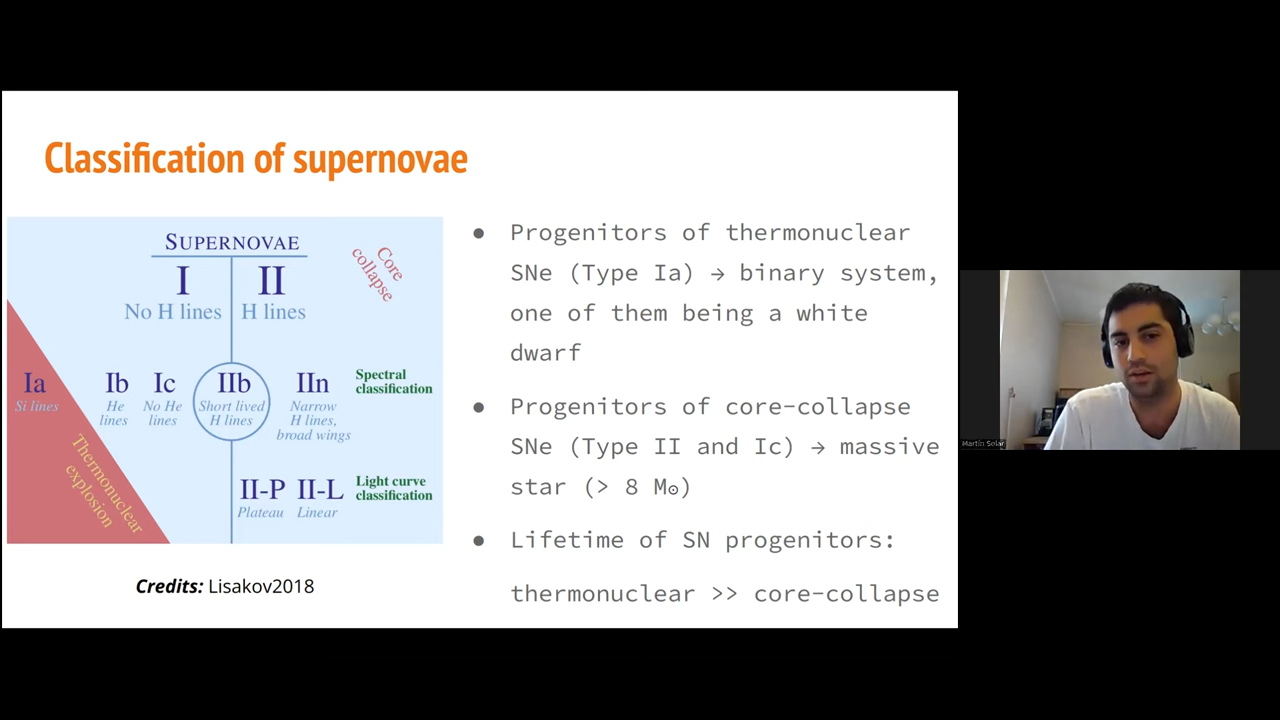 Classification of supernovae
SUPERNOVAE
I
II
No H lines
H lines
Core
collapse
Ia
Si lines
Ib
He
lines
Ic
No He
lines
IIb
Short lived
H lines
IIn
Narrow
H lines,
broad wings
Spectral
classification
Thermonuclear
explosion
II-P
Plateau
II-L
Linear
Light curve
classification
Credits: Lisakov2018
● Progenitors of thermonuclear
SNe (Type Ia) → binary system,
one of them being a white
dwarf
● Progenitors of core-collapse
SNe (Type II and Ic) → massive
star (> 8 M☉)
● Lifetime of SN progenitors:
thermonuclear >> core-collapse
Martín Solar